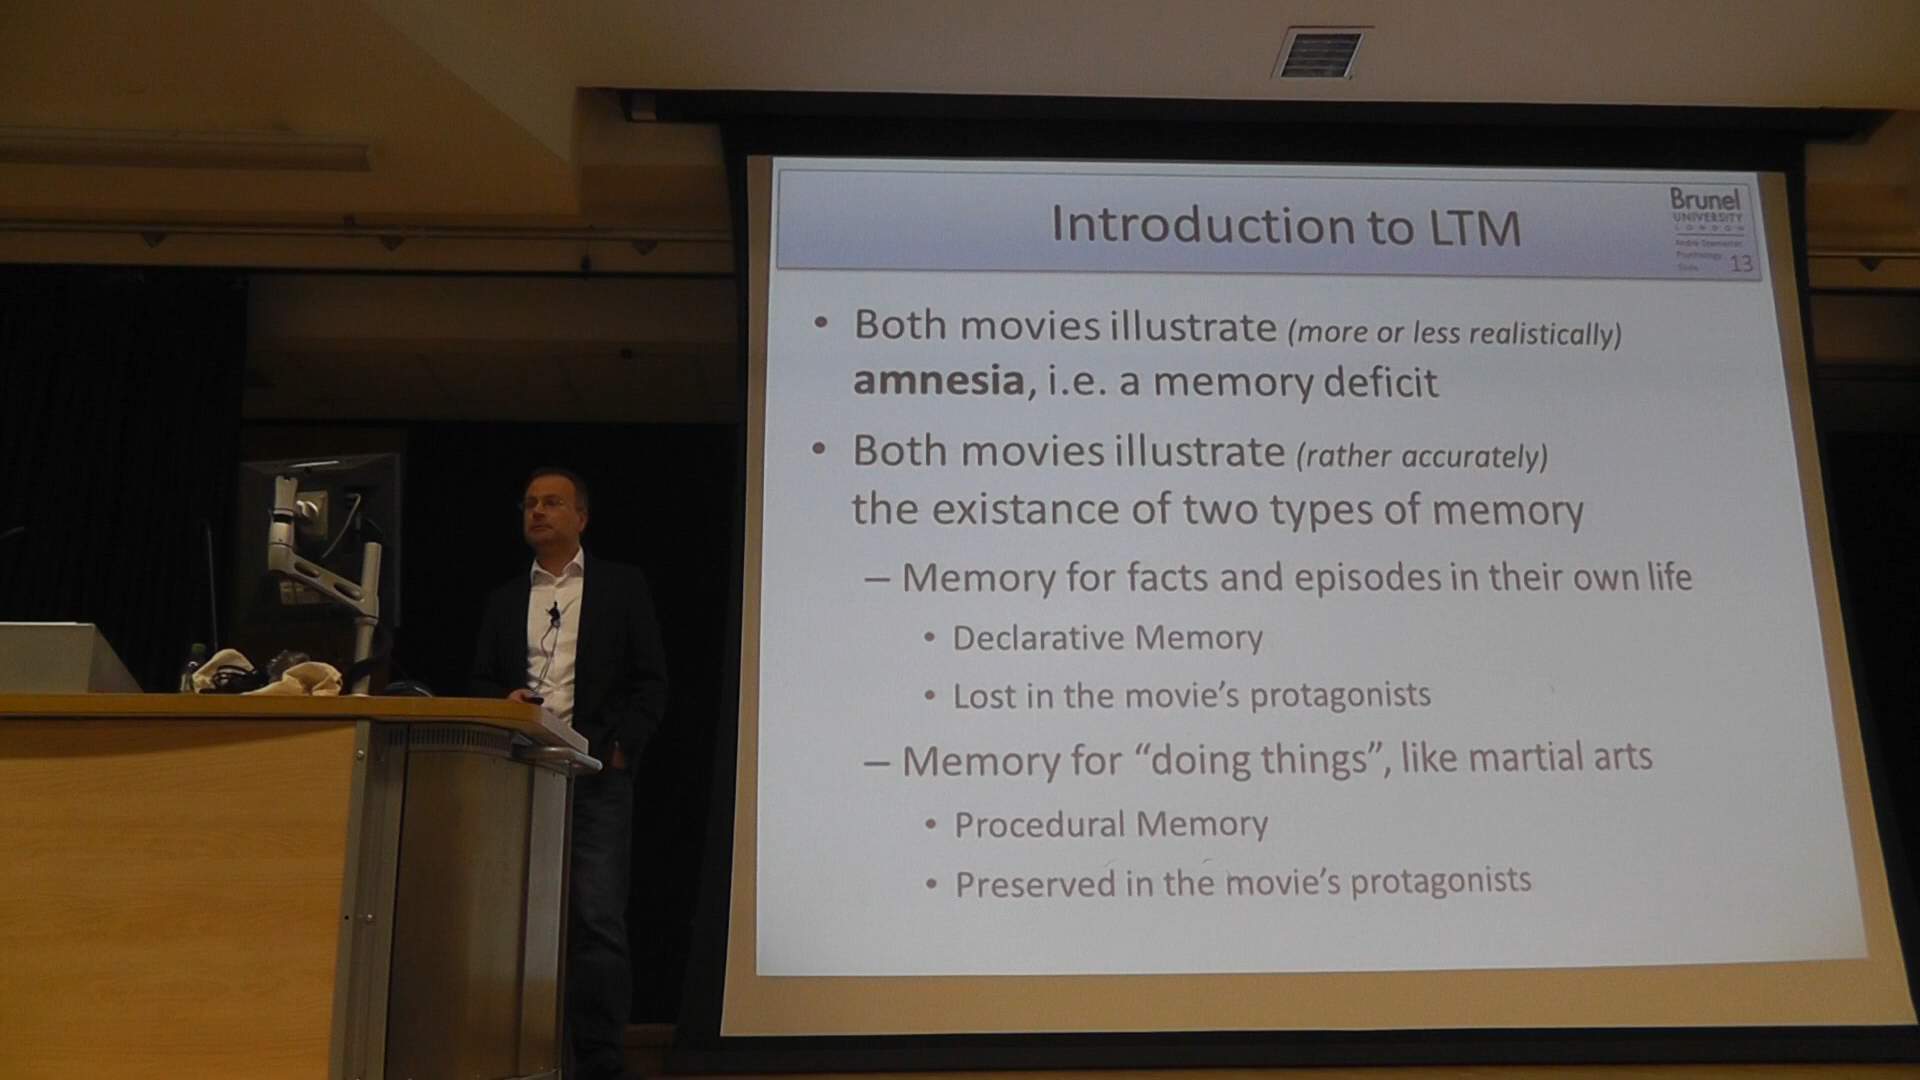 Introduction to LTM
Brunel
UNIVERSITY
LONDON
Psychology
Slide 13
• Both movies illustrate (more or less realistically)
amnesia, i.e. a memory deficit
• Both movies illustrate (rather accurately)
the existance of two types of memory
– Memory for facts and episodes in their own life
• Declarative Memory
• Lost in the movie’s protagonists
– Memory for “doing things”, like martial arts
• Procedural Memory
• Preserved in the movie’s protagonists